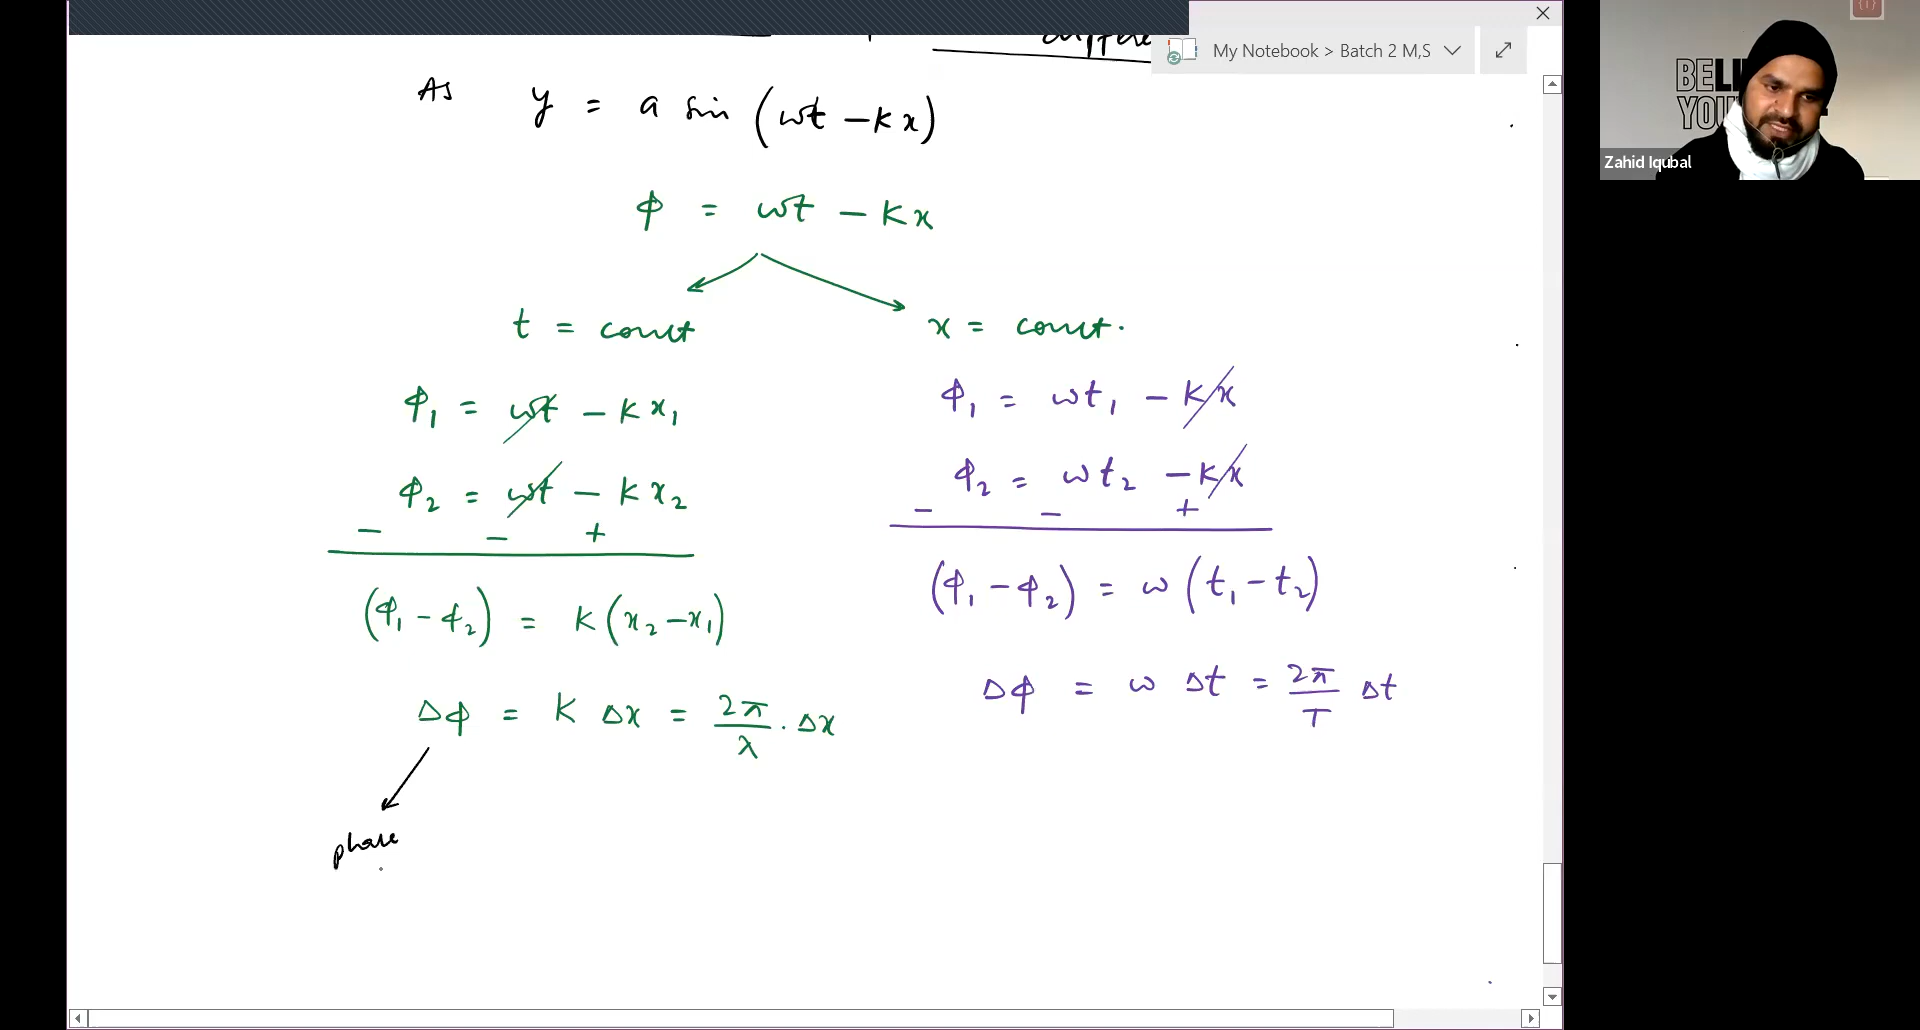 My Notebook > Batch 2 M,S
As y = a sin (ωt – kx)
ϕ = ωt – kx
t = const
x = const.
ϕ₁ = ωt – kx₁
ϕ₂ = ωt – kx₂
– – +
(ϕ₁ – ϕ₂) = k(x₂ – x₁)
Δϕ = k Δx = 2π/λ . Δx
phase
ϕ₁ = ωt₁ – kx
ϕ₂ = ωt₂ – kx
– – +
(ϕ₁ – ϕ₂) = ω(t₁ – t₂)
Δϕ = ω Δt = 2π/T Δt
Zahid Iqubal